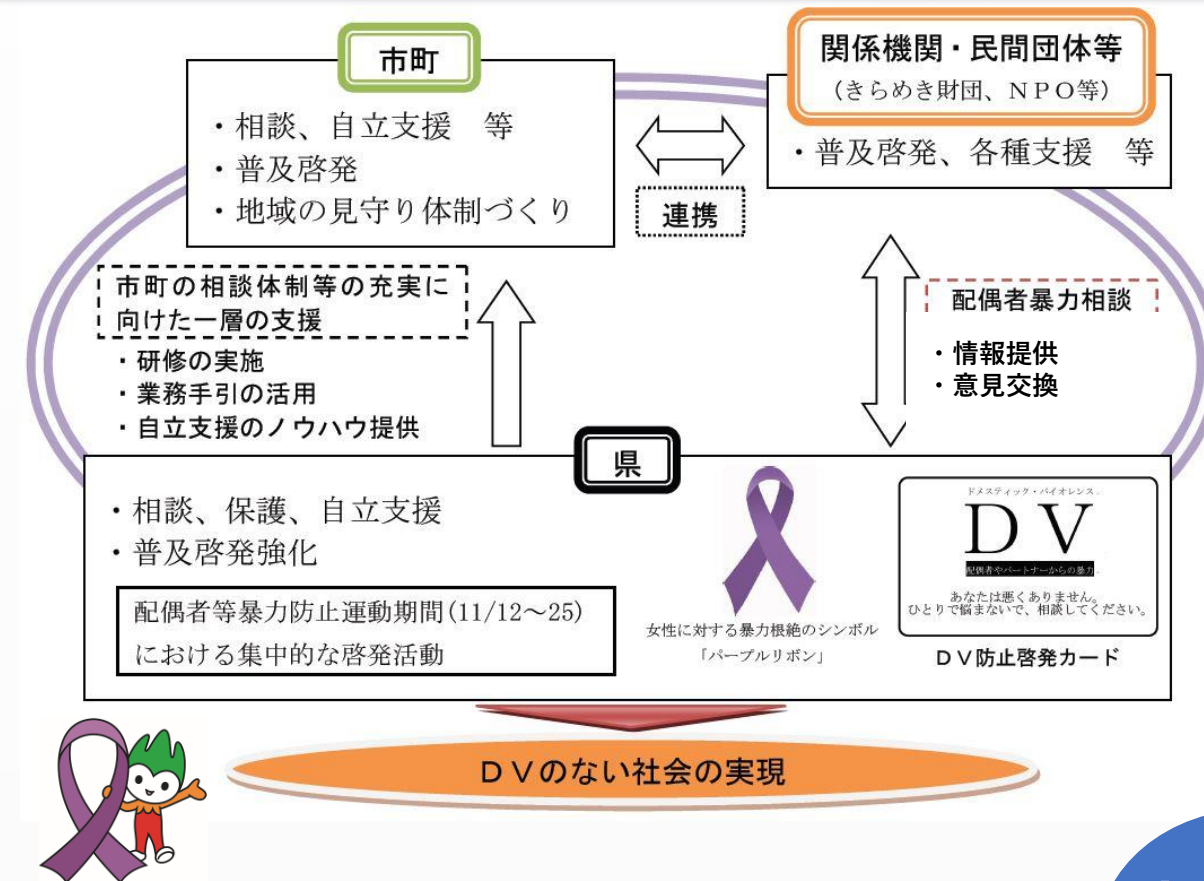 市町
・相談、自立支援　等
・普及啓発
・地域の見守り体制づくり
関係機関・民間団体等
（きらめき財団、ＮＰＯ等）
・普及啓発、各種支援　等
連携
市町の相談体制等の充実に
向けた一層の支援
・研修の実施
・業務手引の活用
・自立支援のノウハウ提供
配偶者暴力相談
・情報提供
・意見交換
県
・相談、保護、自立支援
・普及啓発強化
配偶者等暴力防止運動期間(11/12～25)
における集中的な啓発活動
女性に対する暴力根絶のシンボル
「パープルリボン」
ドメスティック・バイオレンス
ＤＶ
配偶者やパートナーからの暴力
あなたは悪くありません。
ひとりで悩まないで、相談してください。
ＤＶ防止啓発カード
ＤＶのない社会の実現